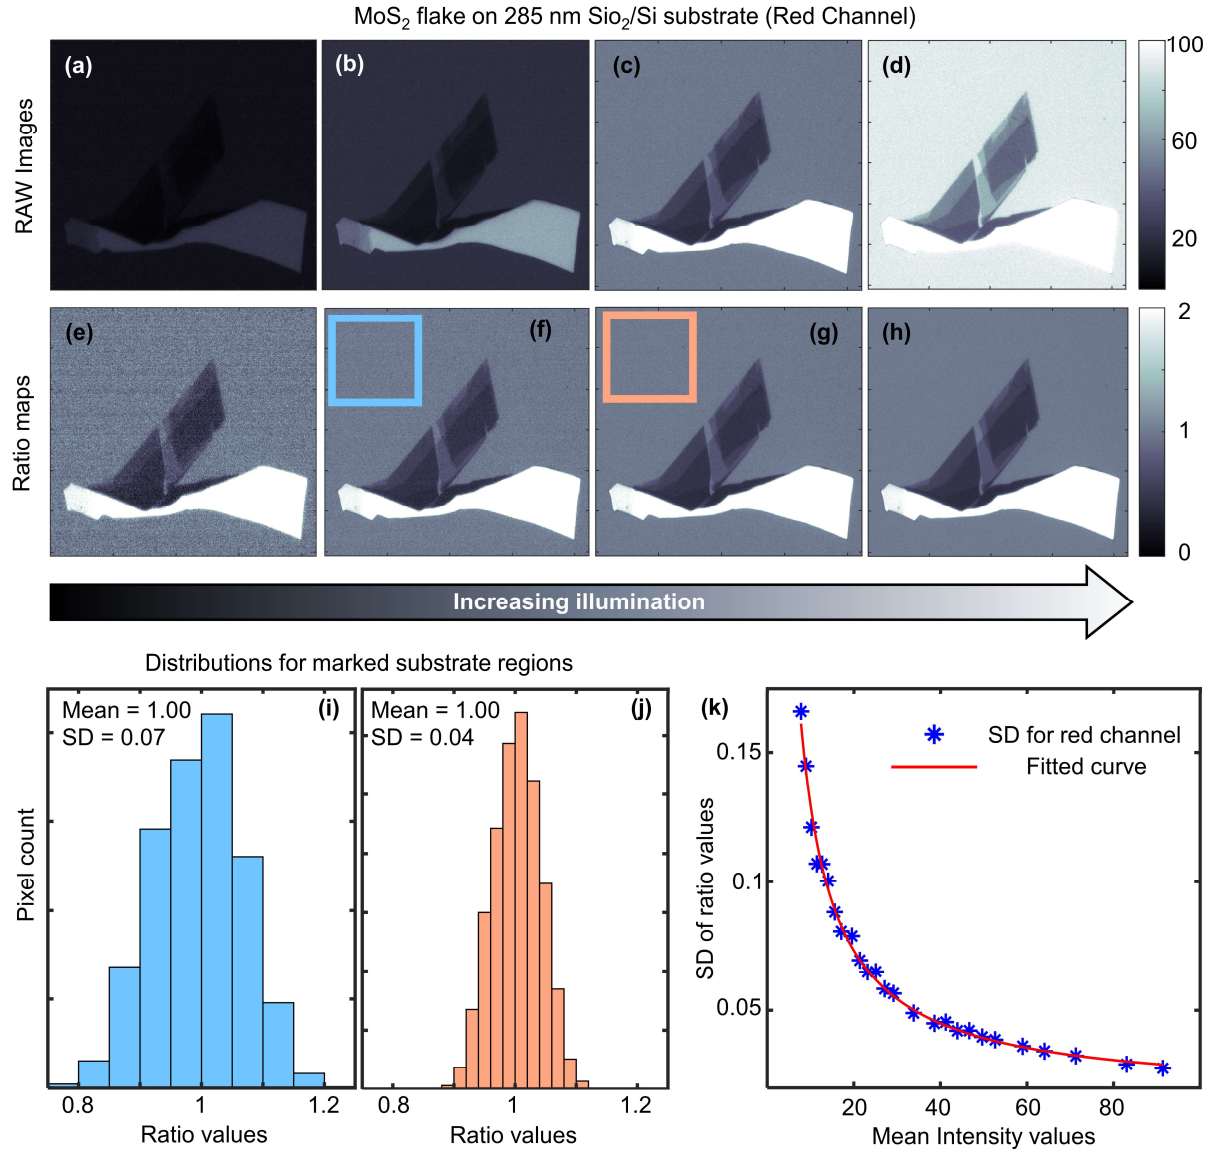 MoS2 flake on 285 nm Sio2/Si substrate (Red Channel)
RAW Images
(a)
(b)
(c)
(d)
100
60
20
Ratio maps
(e)
(f)
(g)
(h)
2
1
0
Increasing illumination
Distributions for marked substrate regions
Pixel count
Mean = 1.00
SD = 0.07
(i)
0.8
1
1.2
Ratio values
Mean = 1.00
SD = 0.04
(j)
0.8
1
1.2
Ratio values
(k)
SD for red channel
Fitted curve
SD of ratio values
0.15
0.1
0.05
20
40
60
80
Mean Intensity values